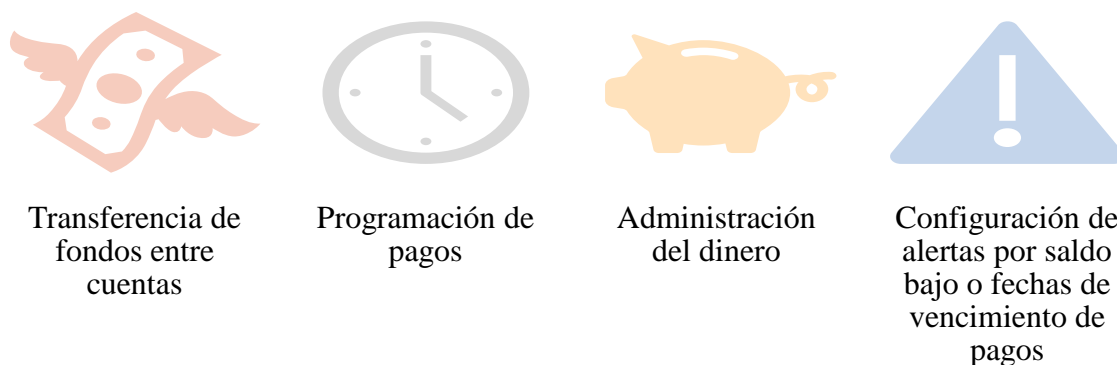 Transferencia de
fondos entre
cuentas
Programación de
pagos
Administración
del dinero
Configuración de
alertas por saldo
bajo o fechas de
vencimiento de
pagos